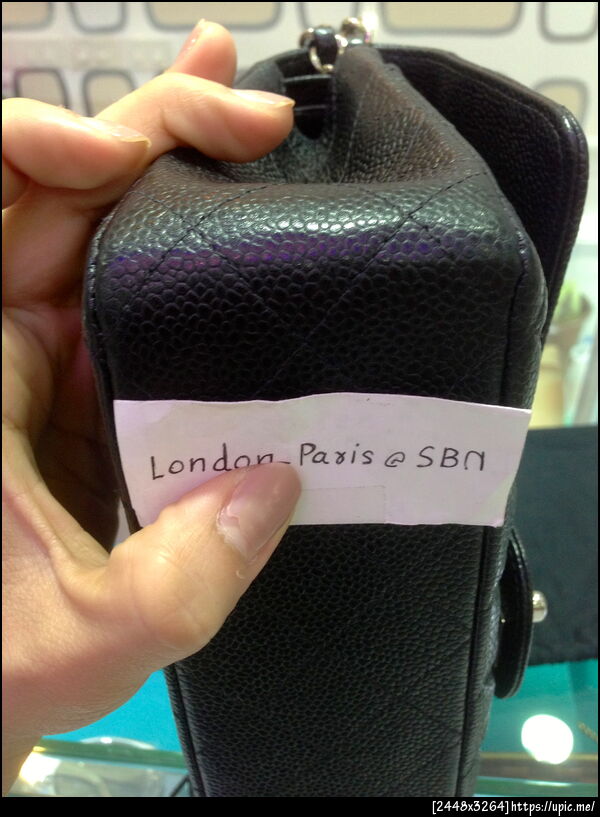 London_Paris @ SBN
[2448x3264]https://upic.me/